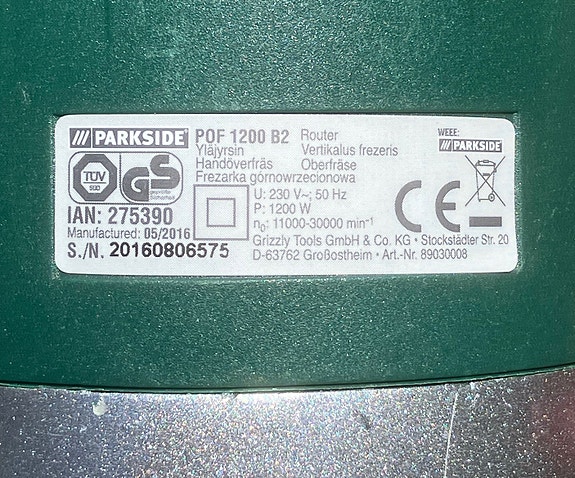 ///PARKSIDE® POF 1200 B2 Router
Yläjyrsin Vertikalus frezeris
Handöverfräs Oberfräse
Frezarka górnowrzecionowa
WEEE:
///PARKSIDE
TÜV
SÜD
GS
geprüfte
Sicherheit
IAN: 275390
Manufactured: 05/2016
S./N. 20160806575
U: 230 V~; 50 Hz
P: 1200 W
n₀: 11000-30000 min⁻¹
CE
Grizzly Tools GmbH & Co. KG • Stockstädter Str. 20
D-63762 Großostheim • Art.-Nr. 89030008